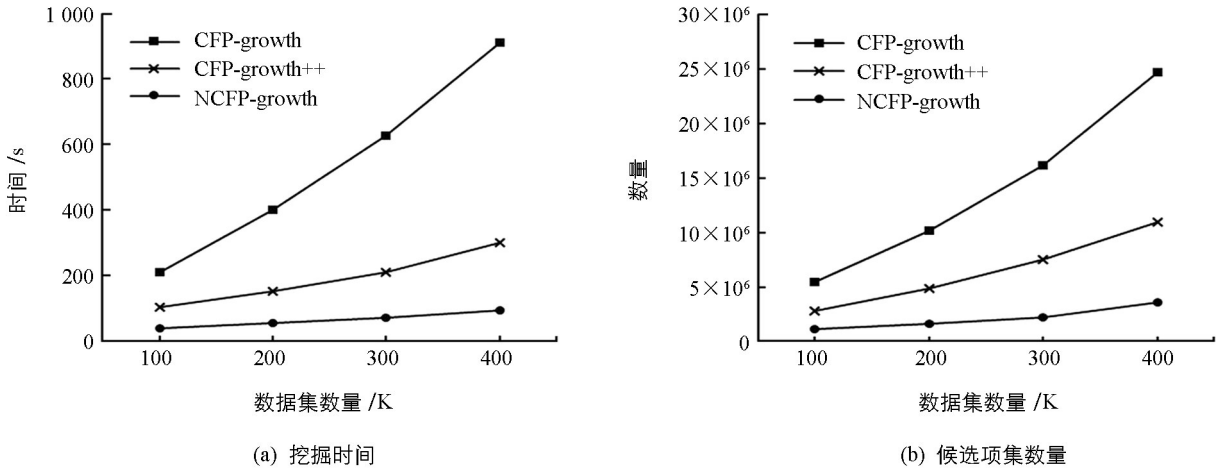 1 000
800
600
400
200
0
时间 /s
CFP-growth
CFP-growth++
NCFP-growth
100 200 300 400
数据集数量 /K
(a) 挖掘时间
30×10⁶
25×10⁶
20×10⁶
15×10⁶
10×10⁶
5×10⁶
0
数量
CFP-growth
CFP-growth++
NCFP-growth
100 200 300 400
数据集数量 /K
(b) 候选项集数量